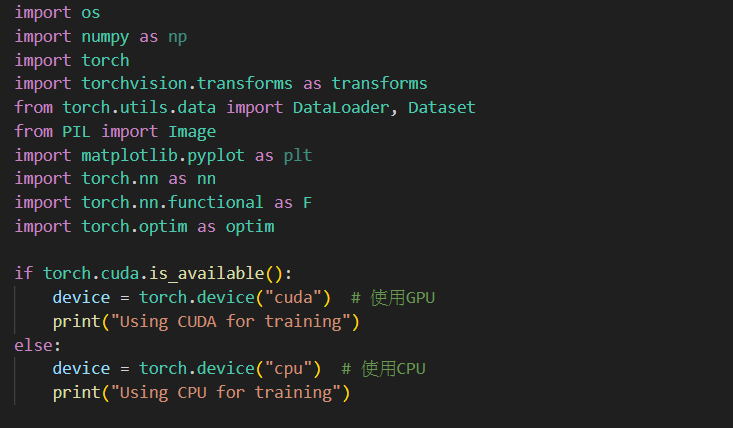 import os
import numpy as np
import torch
import torchvision.transforms as transforms
from torch.utils.data import DataLoader, Dataset
from PIL import Image
import matplotlib.pyplot as plt
import torch.nn as nn
import torch.nn.functional as F
import torch.optim as optim

if torch.cuda.is_available():
    device = torch.device("cuda")  # 使用GPU
    print("Using CUDA for training")
else:
    device = torch.device("cpu")  # 使用CPU
    print("Using CPU for training")